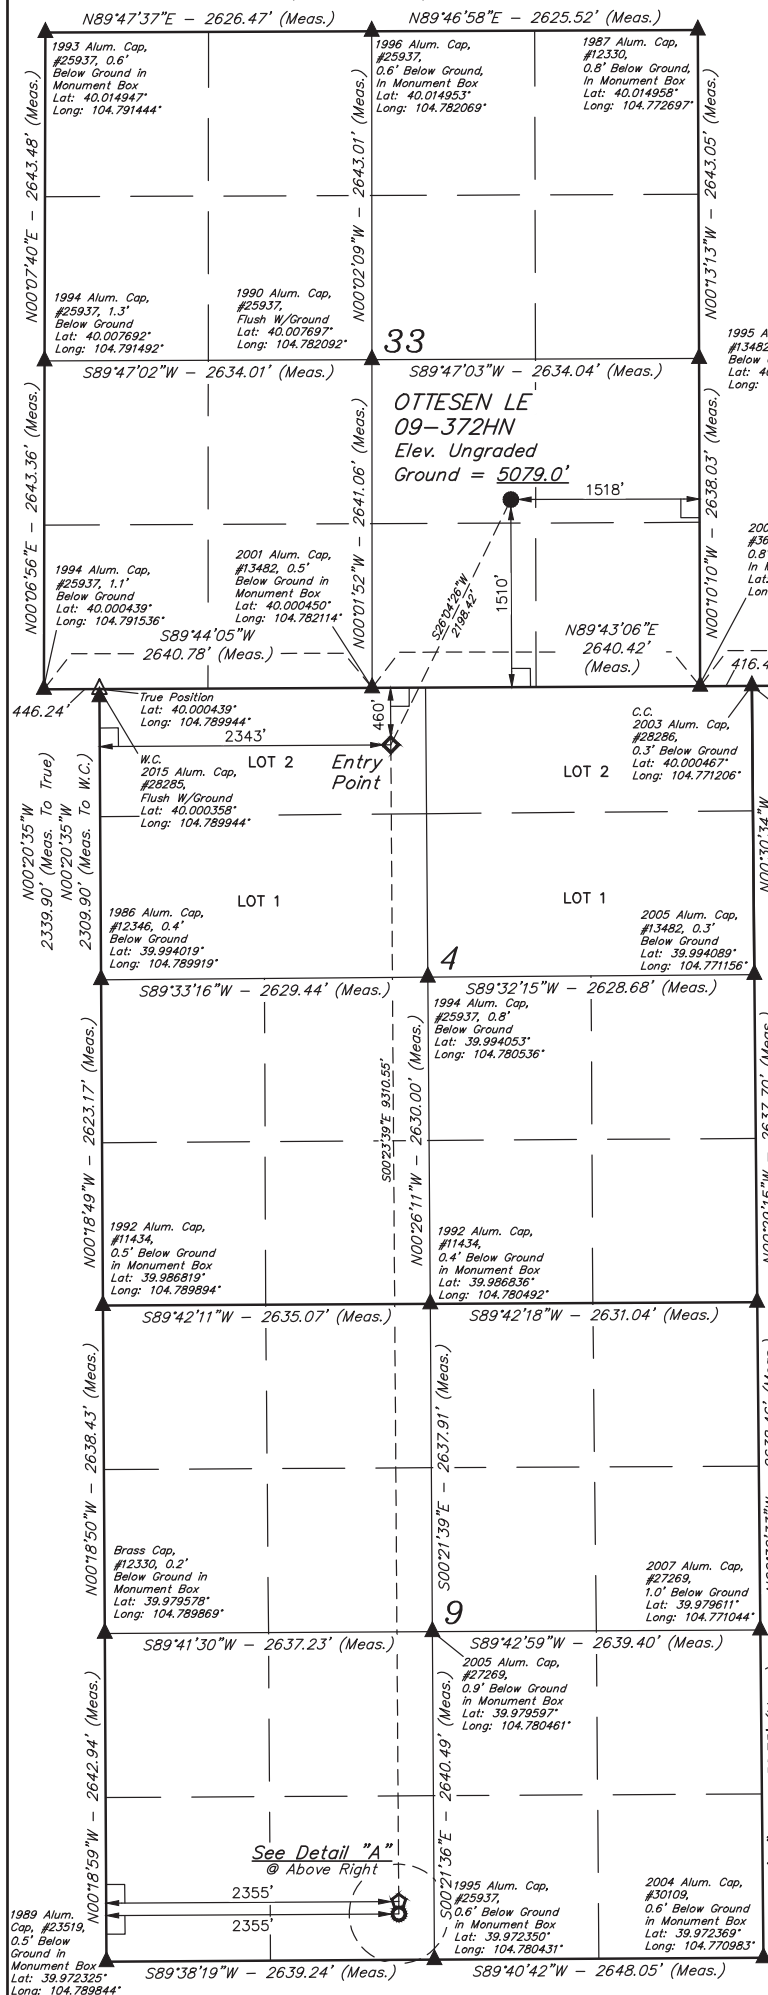 N89°47'37"E - 2626.47' (Meas.)
N89°46'58"E - 2625.52' (Meas.)
1993 Alum. Cap,
#25937, 0.6'
Below Ground in
Monument Box
Lat: 40.014947°
Long: 104.791444°
1996 Alum. Cap,
#25937,
0.6' Below Ground,
In Monument Box
Lat: 40.014953°
Long: 104.782069°
1987 Alum. Cap,
#12330,
0.8' Below Ground,
In Monument Box
Lat: 40.014958°
Long: 104.772697°
N00°07'40"E - 2643.48' (Meas.)
N00°02'09"W - 2643.01' (Meas.)
N00°13'13"W - 2643.05' (Meas.)
1994 Alum. Cap,
#25937, 1.3'
Below Ground
Lat: 40.007692°
Long: 104.791492°
1990 Alum. Cap,
#25937,
Flush W/Ground
Lat: 40.007697°
Long: 104.782092°
33
1995 A
#13482
Below
Lat: 4
Long:
S89°47'02"W - 2634.01' (Meas.)
S89°47'03"W - 2634.04' (Meas.)
OTTESEN LE
09-372HN
Elev. Ungraded
Ground = 5079.0'
1518'
1510'
N00°06'56"E - 2643.36' (Meas.)
N00°01'52"W - 2641.06' (Meas.)
N00°10'10"W - 2638.03' (Meas.)
S26°04'26"W
2198.42'
1994 Alum. Cap,
#25937, 1.1'
Below Ground
Lat: 40.000439°
Long: 104.791536°
2001 Alum. Cap,
#13482, 0.5'
Below Ground in
Monument Box
Lat: 40.000450°
Long: 104.782114°
200
#36
0.8'
In
Lat:
Lon
S89°44'05"W
2640.78' (Meas.)
N89°43'06"E
2640.42'
(Meas.)
416.4
446.24'
True Position
Lat: 40.000439°
Long: 104.789944°
460'
2343'
W.C.
2015 Alum. Cap,
#28285,
Flush W/Ground
Lat: 40.000358°
Long: 104.789944°
LOT 2
Entry
Point
LOT 2
C.C.
2003 Alum. Cap,
#28286,
0.3' Below Ground
Lat: 40.000467°
Long: 104.771206°
N00°20'35"W
2339.90' (Meas. To True)
N00°20'35"W
2309.90' (Meas. To W.C.)
N00°30'34"W
LOT 1
LOT 1
1986 Alum. Cap,
#12346, 0.4'
Below Ground
Lat: 39.994019°
Long: 104.789919°
2005 Alum. Cap,
#13482, 0.3'
Below Ground
Lat: 39.994089°
Long: 104.771156°
4
S89°33'16"W - 2629.44' (Meas.)
S89°32'15"W - 2628.68' (Meas.)
1994 Alum. Cap,
#25937, 0.8'
Below Ground
Lat: 39.994053°
Long: 104.780536°
N00°18'49"W - 2623.17' (Meas.)
S00°23'39"E 9310.55'
N00°26'11"W - 2630.00' (Meas.)
1992 Alum. Cap,
#11434,
0.5' Below Ground
in Monument Box
Lat: 39.986819°
Long: 104.789894°
1992 Alum. Cap,
#11434,
0.4' Below Ground
in Monument Box
Lat: 39.986836°
Long: 104.780492°
S89°42'11"W - 2635.07' (Meas.)
S89°42'18"W - 2631.04' (Meas.)
N00°18'50"W - 2638.43' (Meas.)
S00°21'39"E - 2637.91' (Meas.)
Brass Cap,
#12330, 0.2'
Below Ground in
Monument Box
Lat: 39.979578°
Long: 104.789869°
2007 Alum. Cap,
#27269,
1.0' Below Ground
Lat: 39.979611°
Long: 104.771044°
9
S89°41'30"W - 2637.23' (Meas.)
S89°42'59"W - 2639.40' (Meas.)
2005 Alum. Cap,
#27269,
0.9' Below Ground
in Monument Box
Lat: 39.979597°
Long: 104.780461°
N00°18'59"W - 2642.94' (Meas.)
S00°21'36"E - 2640.49' (Meas.)
See Detail "A"
@ Above Right
2355'
2355'
1989 Alum.
Cap, #23519,
0.5' Below
Ground in
Monument Box
Lat: 39.972325°
Long: 104.789844°
1995 Alum. Cap,
#25937,
0.6' Below Ground
in Monument Box
Lat: 39.972350°
Long: 104.780431°
2004 Alum. Cap,
#30109,
0.6' Below Ground
in Monument Box
Lat: 39.972369°
Long: 104.770983°
S89°38'19"W - 2639.24' (Meas.)
S89°40'42"W - 2648.05' (Meas.)